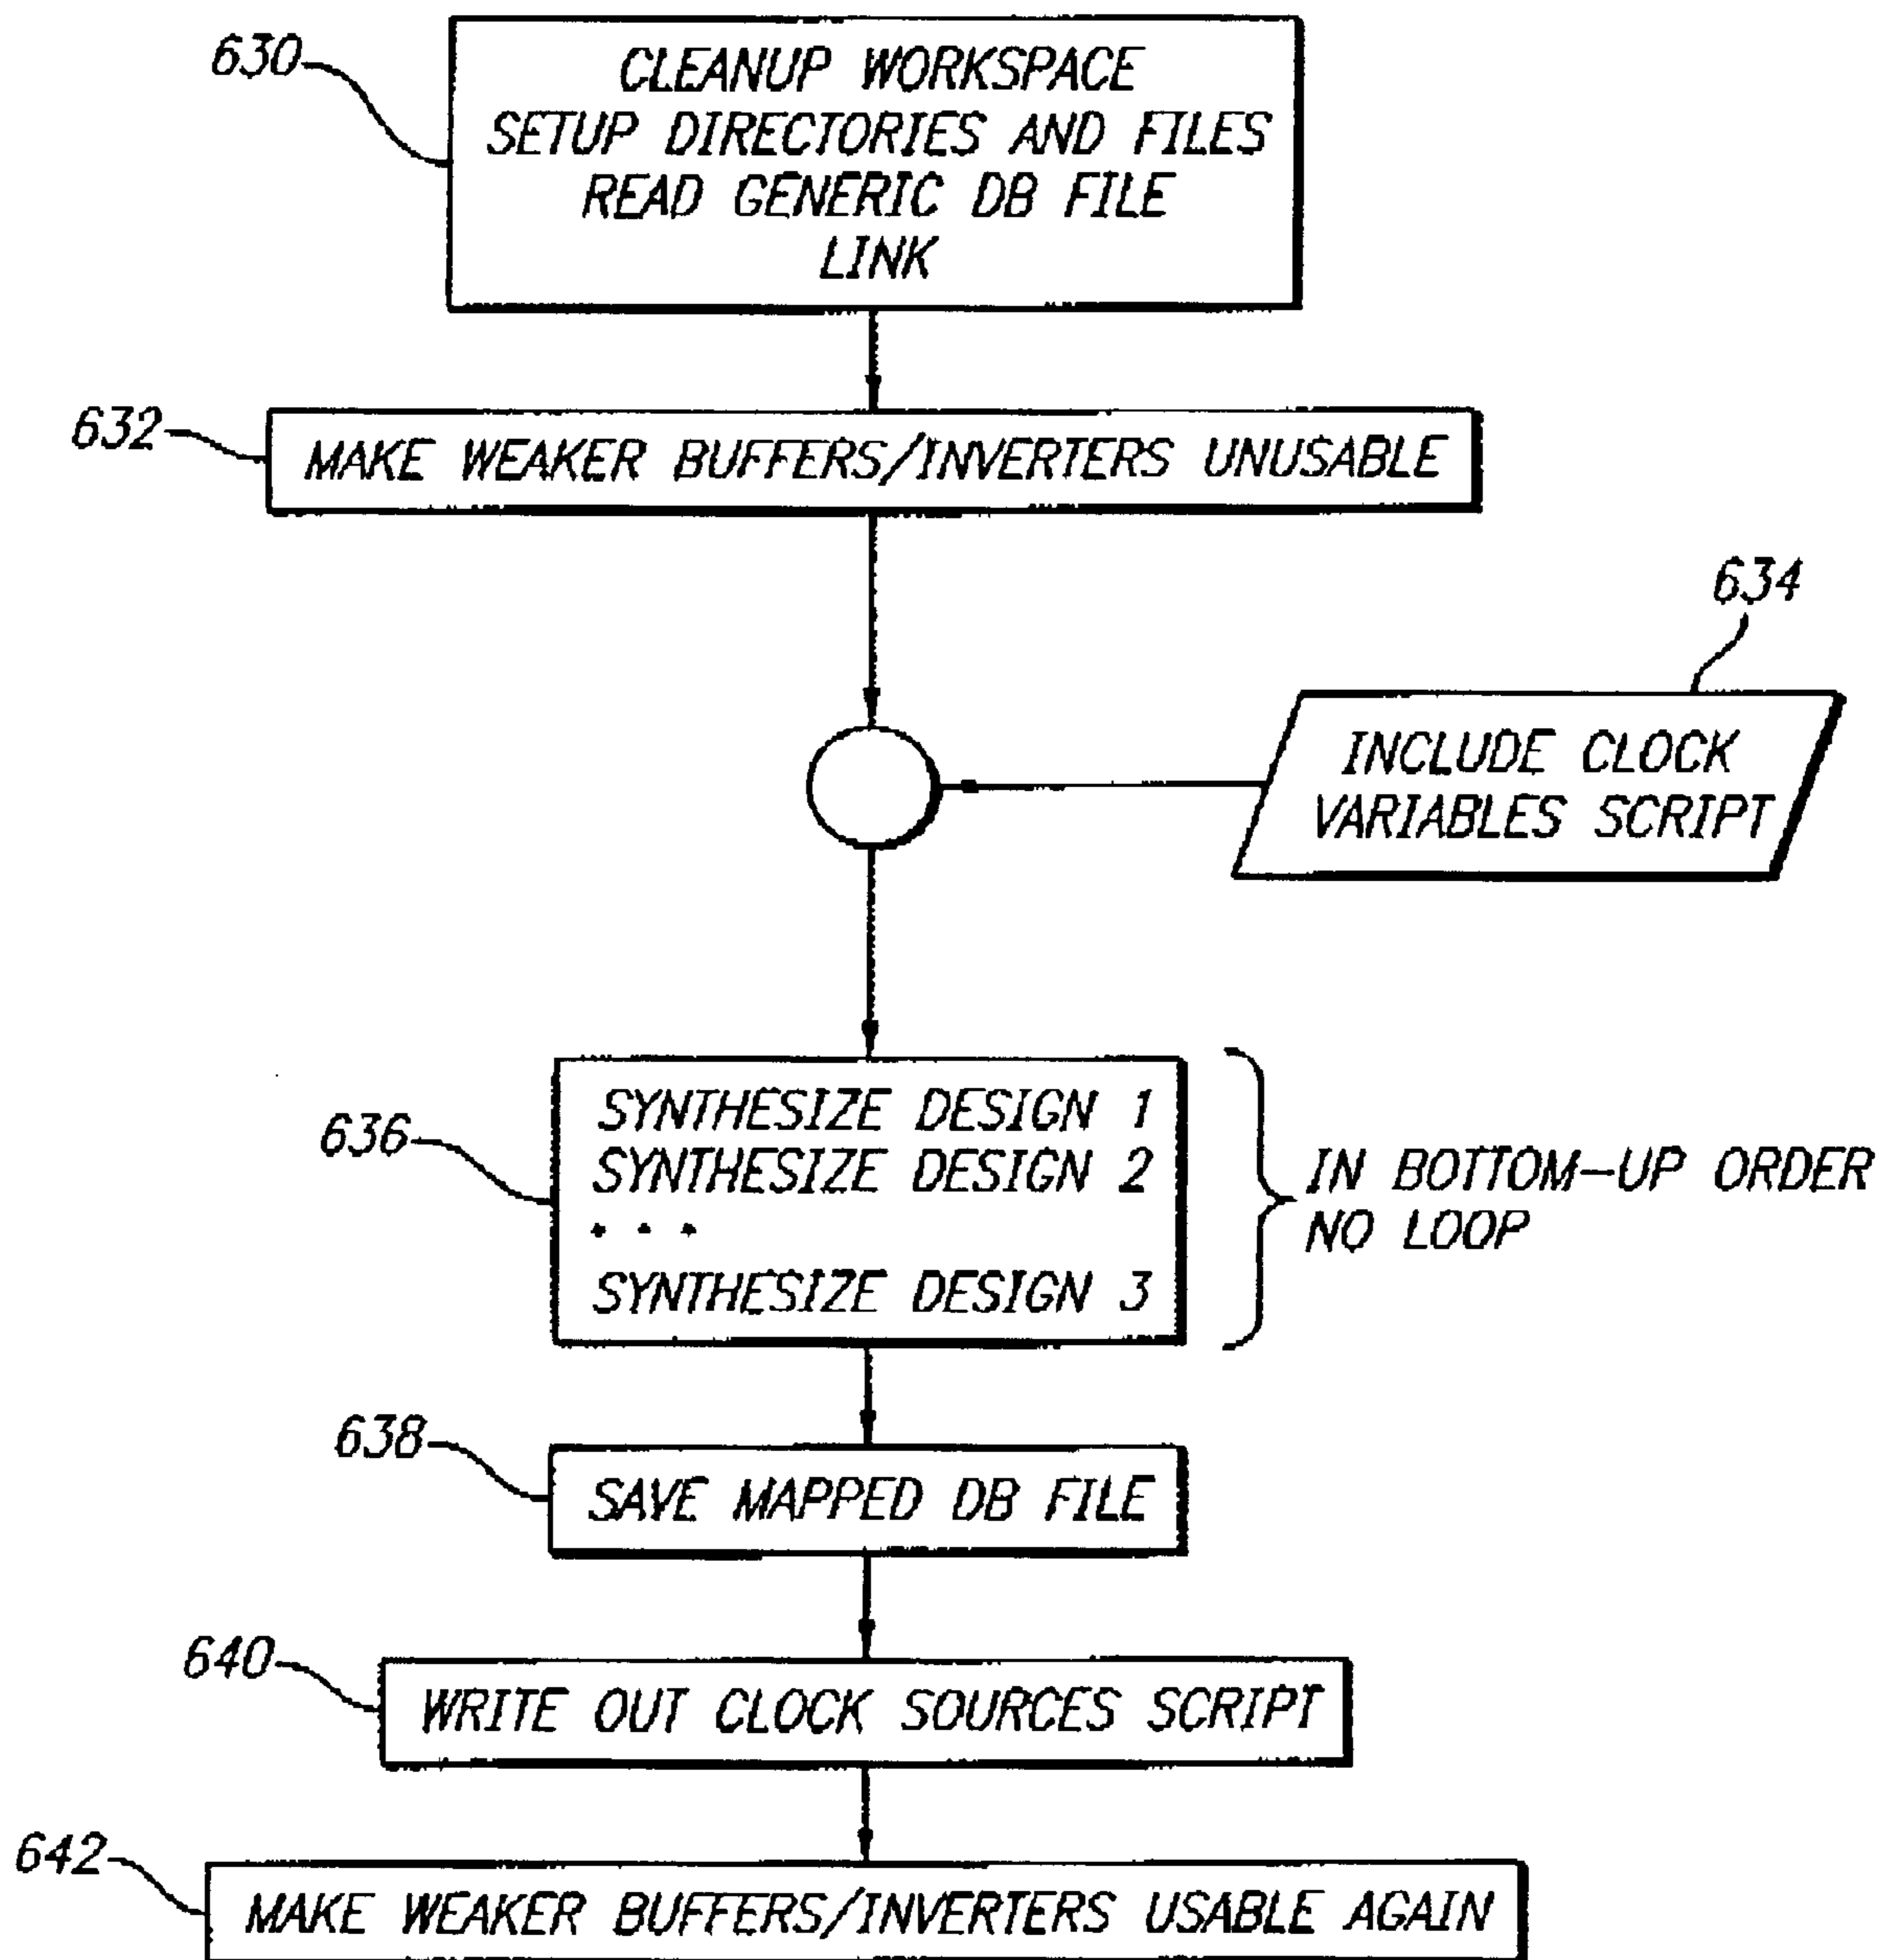 630
CLEANUP WORKSPACE
SETUP DIRECTORIES AND FILES
READ GENERIC DB FILE
LINK
632
MAKE WEAKER BUFFERS/INVERTERS UNUSABLE
634
INCLUDE CLOCK
VARIABLES SCRIPT
636
SYNTHESIZE DESIGN 1
SYNTHESIZE DESIGN 2
• • •
SYNTHESIZE DESIGN 3
IN BOTTOM-UP ORDER
NO LOOP
638
SAVE MAPPED DB FILE
640
WRITE OUT CLOCK SOURCES SCRIPT
642
MAKE WEAKER BUFFERS/INVERTERS USABLE AGAIN